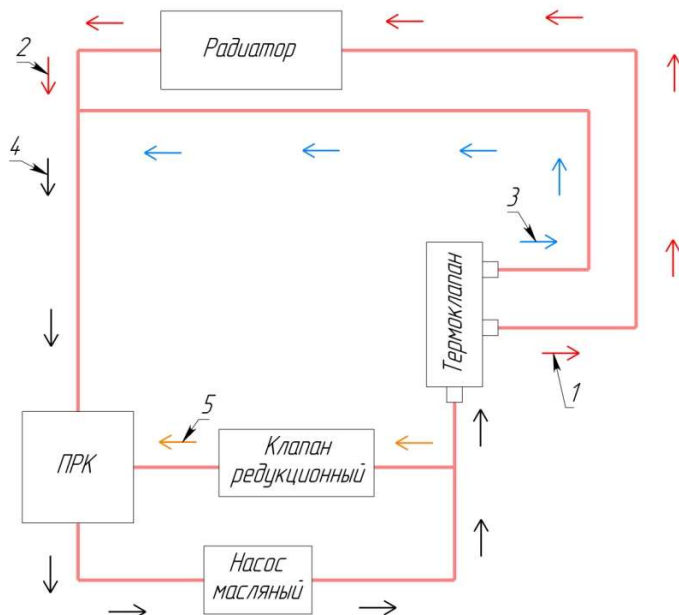 Радиатор
2
4
3
Термоклапан
1
5
ПРК
Клапан
редукционный
Насос
масляный